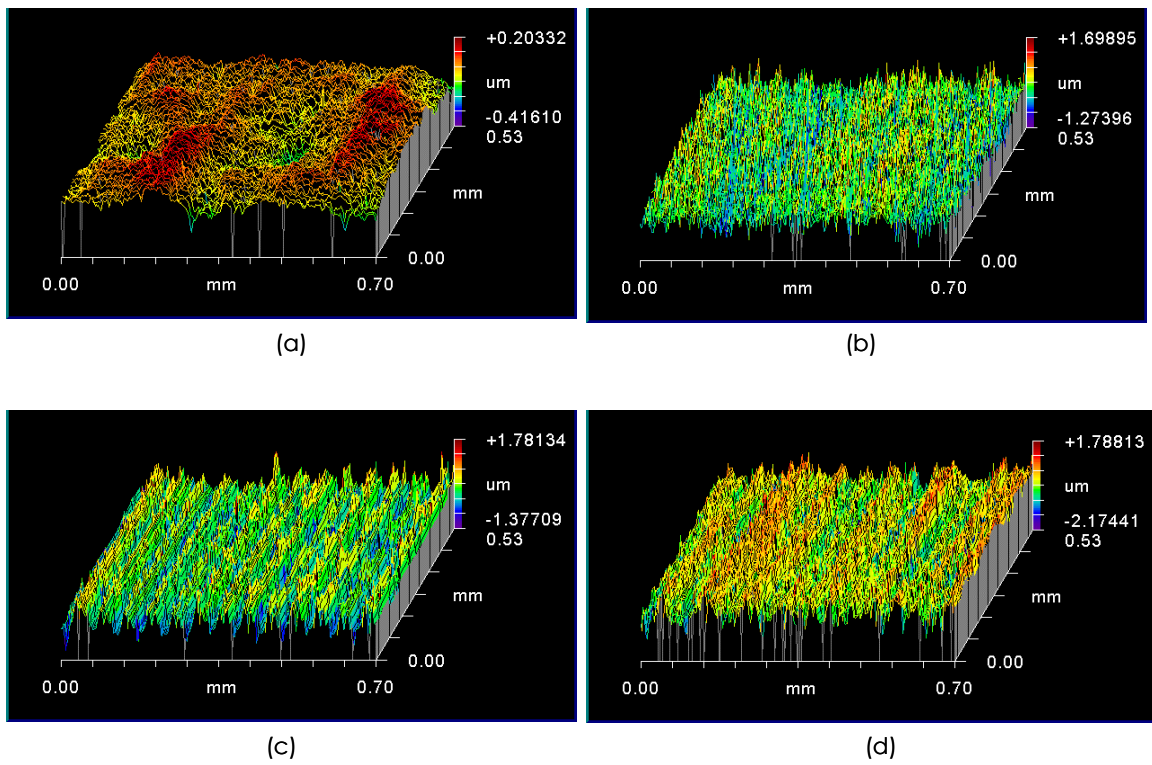 +0.20332
um
-0.41610
0.53
mm
0.00
0.00 mm 0.70
(a)
+1.69895
um
-1.27396
0.53
mm
0.00
0.00 mm 0.70
(b)
+1.78134
um
-1.37709
0.53
mm
0.00
0.00 mm 0.70
(c)
+1.78813
um
-2.17441
0.53
mm
0.00
0.00 mm 0.70
(d)